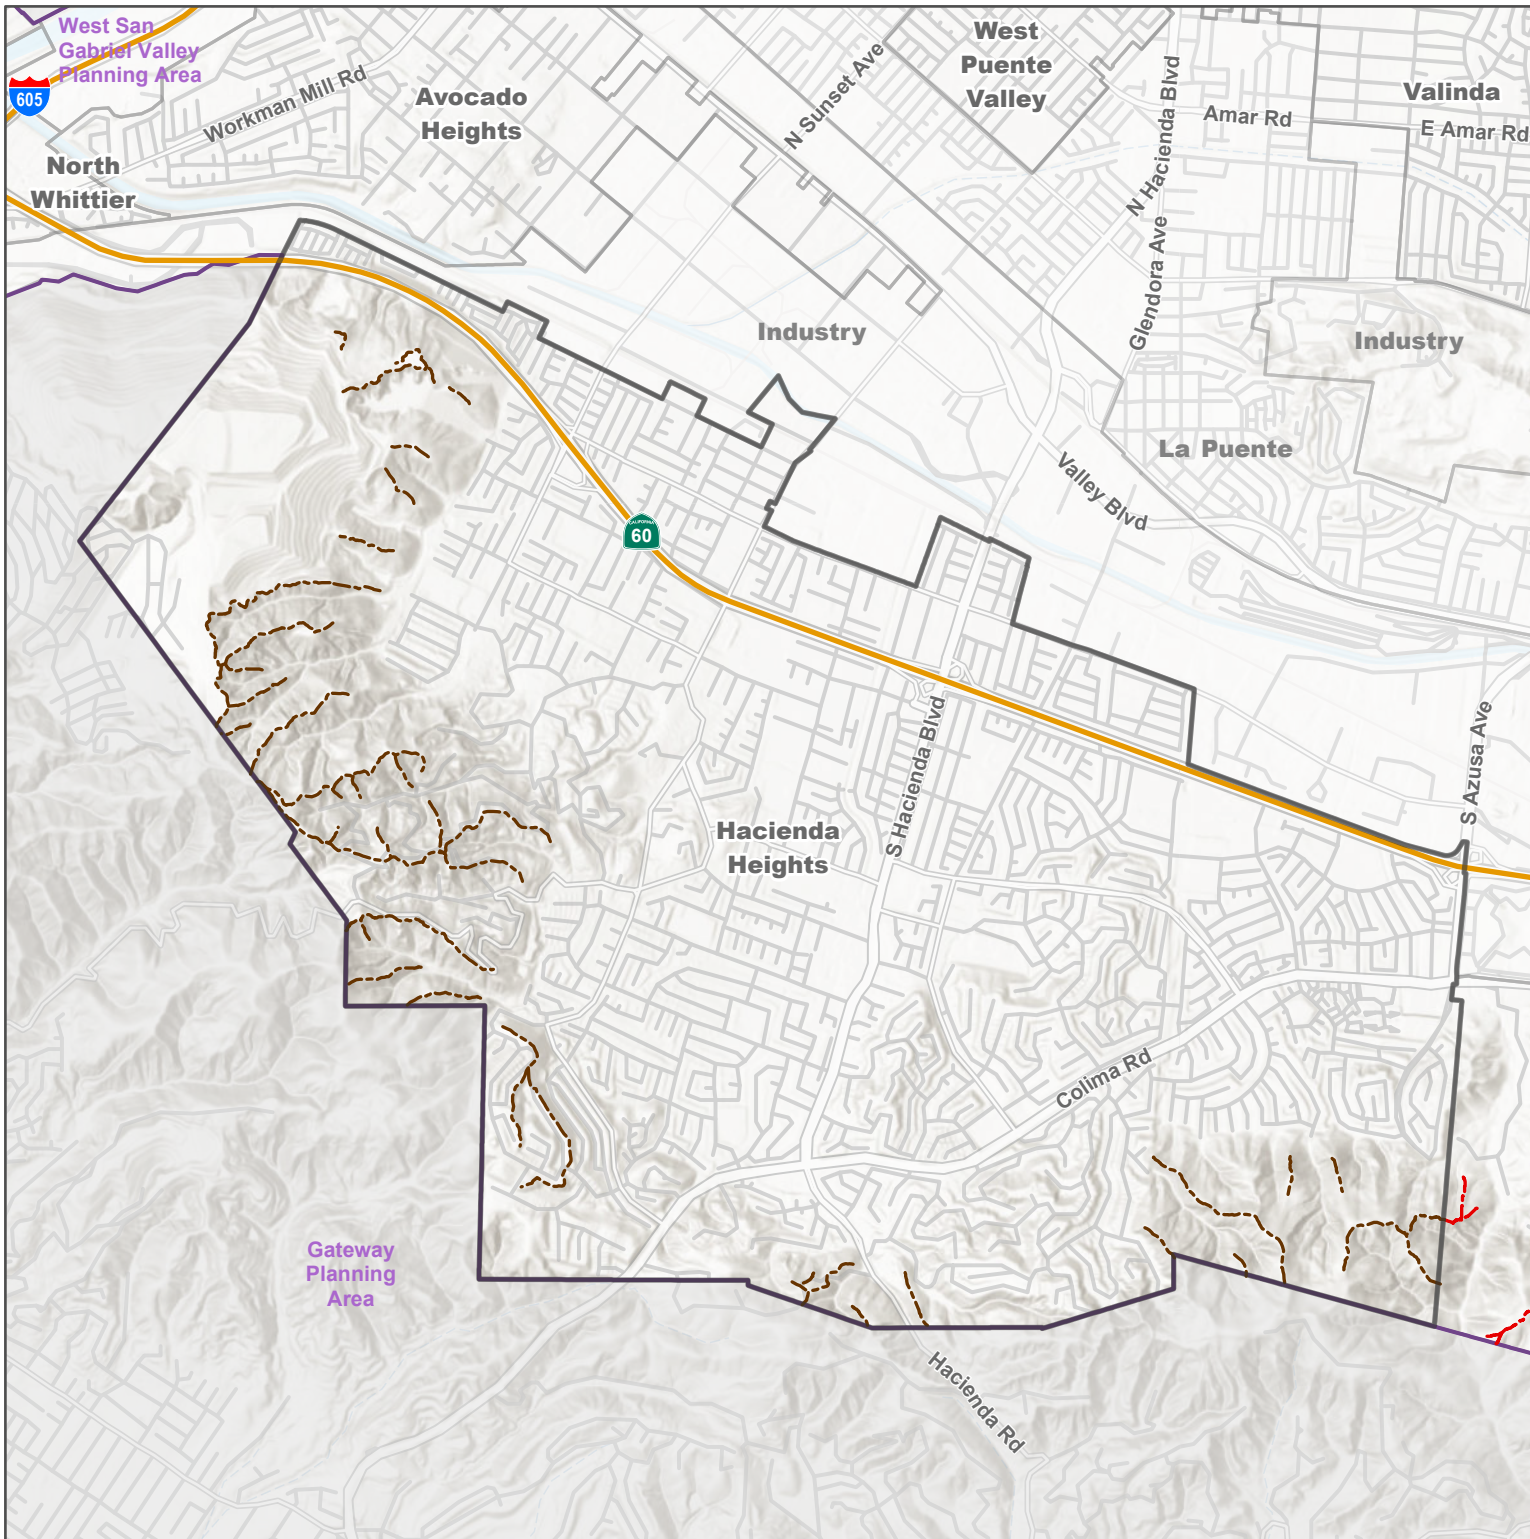 West San
Gabriel Valley
Planning Area
605
Workman Mill Rd
Avocado
Heights
North
Whittier
N Sunset Ave
West
Puente
Valley
N Hacienda Blvd
Amar Rd
Valinda
E Amar Rd
Glendora Ave
Industry
Industry
La Puente
Valley Blvd
CALIFORNIA
60
S Hacienda Blvd
S Azusa Ave
Hacienda
Heights
Colima Rd
Gateway
Planning
Area
Hacienda Rd